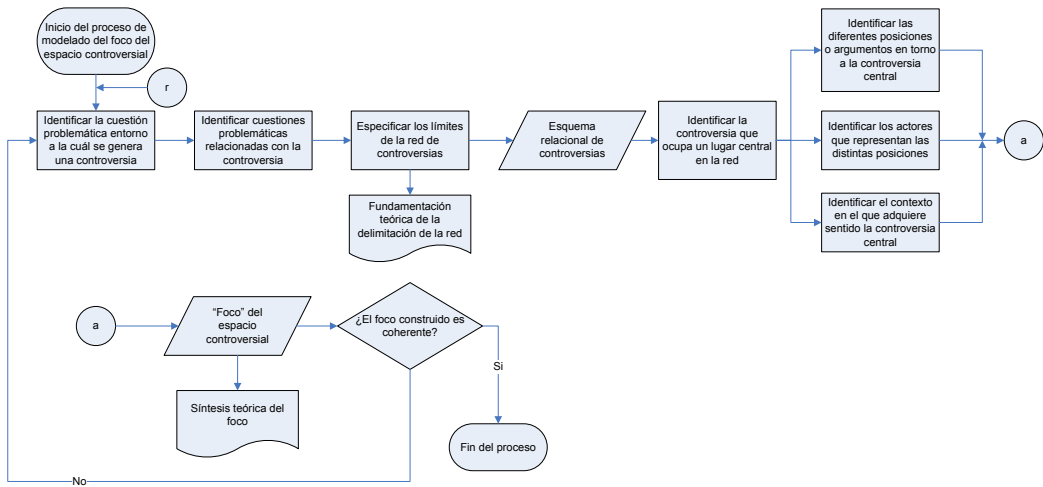 Inicio del proceso de
modelado del foco del
espacio controversial
r
Identificar la cuestión
problemática entorno
a la cuál se genera
una controversia
Identificar cuestiones
problemáticas
relacionadas con la
controversia
Especificar los límites
de la red de
controversias
Fundamentación
teórica de la
delimitación de la red
Esquema
relacional de
controversias
Identificar la
controversia que
ocupa un lugar central
en la red
Identificar las
diferentes posiciones
o argumentos en torno
a la controversia
central
Identificar los actores
que representan las
distintas posiciones
Identificar el contexto
en el que adquiere
sentido la controversia
central
a
a
“Foco” del
espacio
controversial
Síntesis teórica del
foco
¿El foco construido es
coherente?
Si
Fin del proceso
No